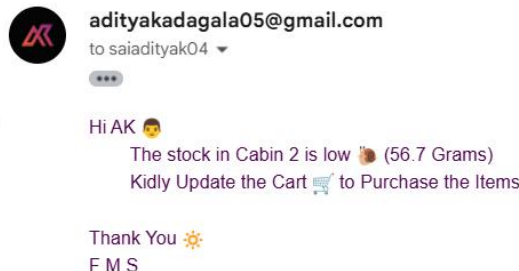 adityakadagala05@gmail.com
to saiadityak04
Hi AK 👨
The stock in Cabin 2 is low 🐌 (56.7 Grams)
Kidly Update the Cart 🛒 to Purchase the Items
Thank You 🔅
F M S